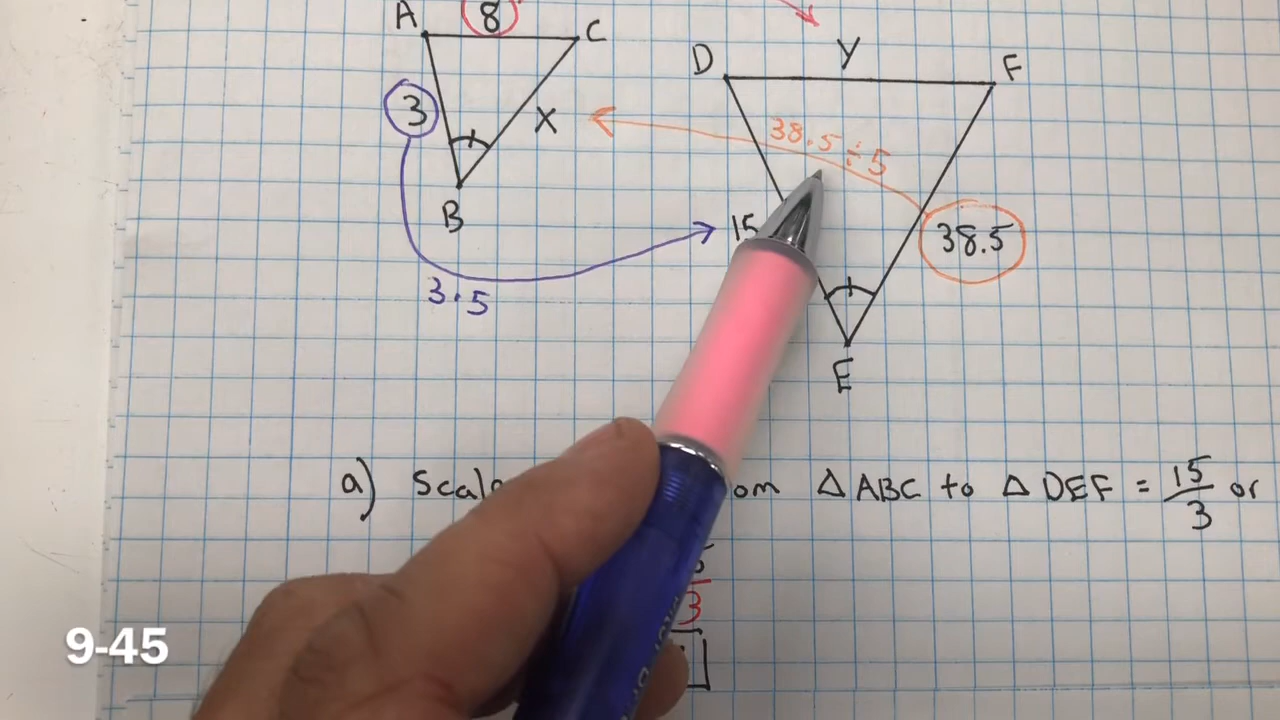 A 8 C
D y F
3 X
38.5 ÷ 5
B 15 38.5
3·5
E
a) Scale om △ABC to △DEF = 15/3 or
3
9-45